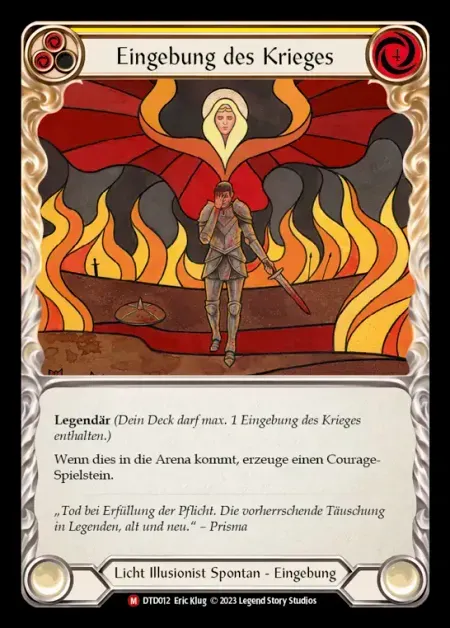 Eingebung des Krieges
Legendär (Dein Deck darf max. 1 Eingebung des Krieges
enthalten.)
Wenn dies in die Arena kommt, erzeuge einen Courage-
Spielstein.
„Tod bei Erfüllung der Pflicht. Die vorherrschende Täuschung
in Legenden, alt und neu.“ – Prisma
Licht Illusionist Spontan - Eingebung
M DTD012 Eric Klug © 2023 Legend Story Studios